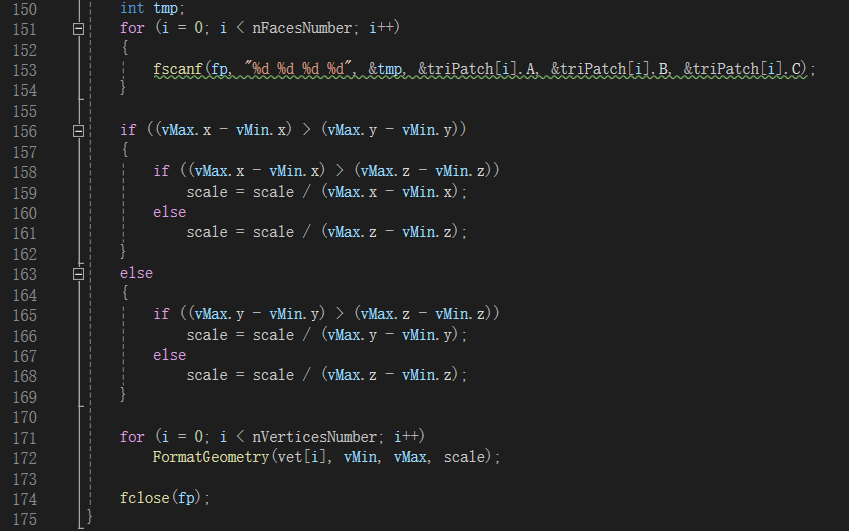 150 int tmp;
151 for (i = 0; i < nFacesNumber; i++)
152 {
153 fscanf(fp, "%d %d %d %d", &tmp, &triPatch[i].A, &triPatch[i].B, &triPatch[i].C);
154 }
155
156 if ((vMax.x - vMin.x) > (vMax.y - vMin.y))
157 {
158 if ((vMax.x - vMin.x) > (vMax.z - vMin.z))
159 scale = scale / (vMax.x - vMin.x);
160 else
161 scale = scale / (vMax.z - vMin.z);
162 }
163 else
164 {
165 if ((vMax.y - vMin.y) > (vMax.z - vMin.z))
166 scale = scale / (vMax.y - vMin.y);
167 else
168 scale = scale / (vMax.z - vMin.z);
169 }
170
171 for (i = 0; i < nVerticesNumber; i++)
172 FormatGeometry(vet[i], vMin, vMax, scale);
173
174 fclose(fp);
175 }